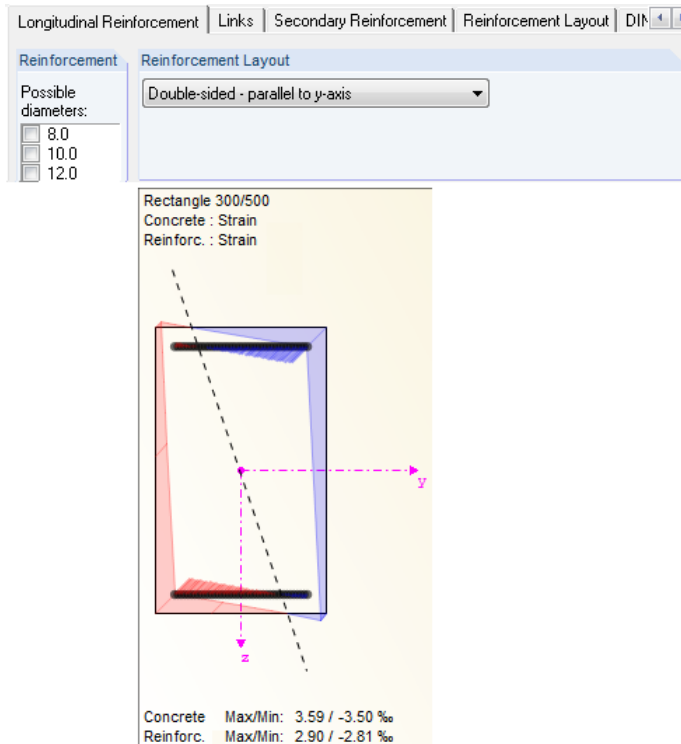 Longitudinal Reinforcement Links Secondary Reinforcement Reinforcement Layout
Reinforcement Reinforcement Layout
Possible
diameters:
Double-sided - parallel to y-axis
8.0
10.0
12.0
Rectangle 300/500
Concrete : Strain
Reinforc. : Strain
y
z
Concrete Max/Min: 3.59 / -3.50 ‰
Reinforc. Max/Min: 2.90 / -2.81 ‰